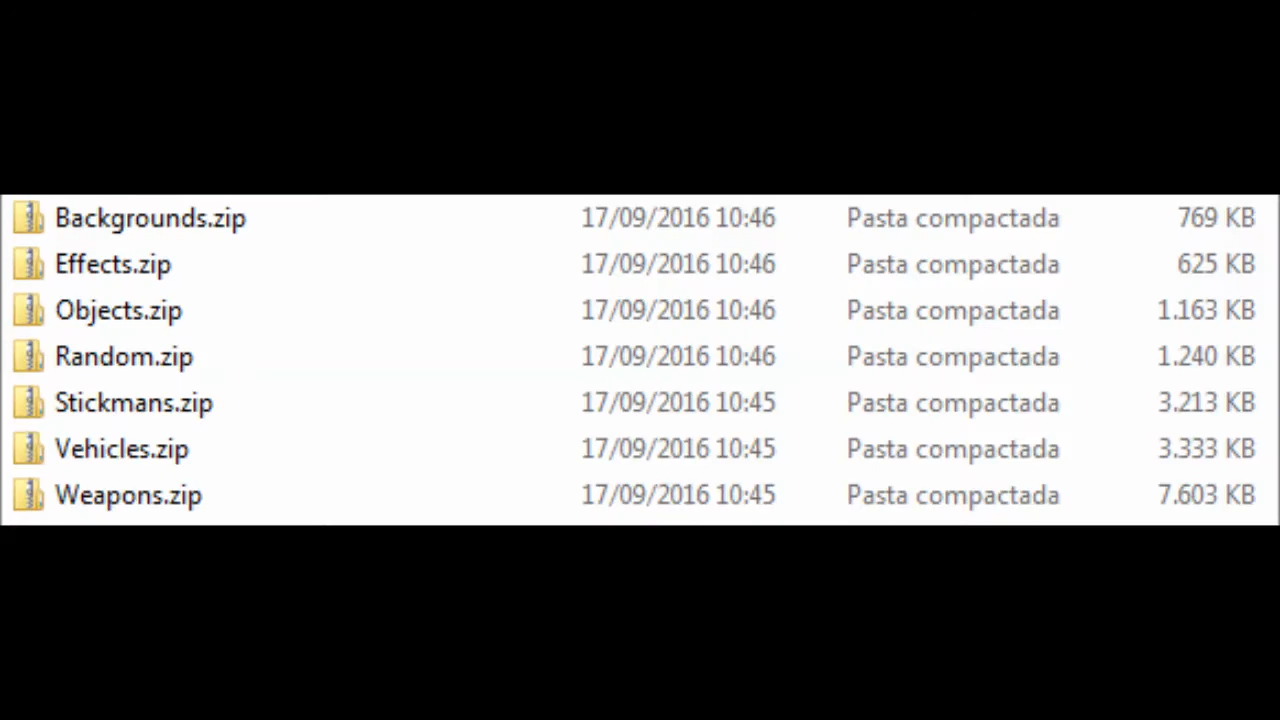 Backgrounds.zip 17/09/2016 10:46 Pasta compactada 769 KB
Effects.zip 17/09/2016 10:46 Pasta compactada 625 KB
Objects.zip 17/09/2016 10:46 Pasta compactada 1.163 KB
Random.zip 17/09/2016 10:46 Pasta compactada 1.240 KB
Stickmans.zip 17/09/2016 10:45 Pasta compactada 3.213 KB
Vehicles.zip 17/09/2016 10:45 Pasta compactada 3.333 KB
Weapons.zip 17/09/2016 10:45 Pasta compactada 7.603 KB